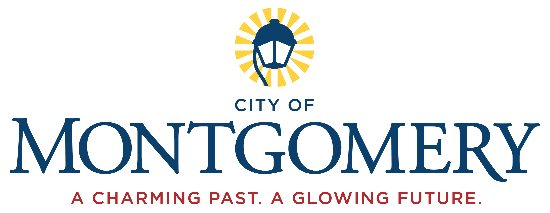 CITY OF
MONTGOMERY
A CHARMING PAST. A GLOWING FUTURE.